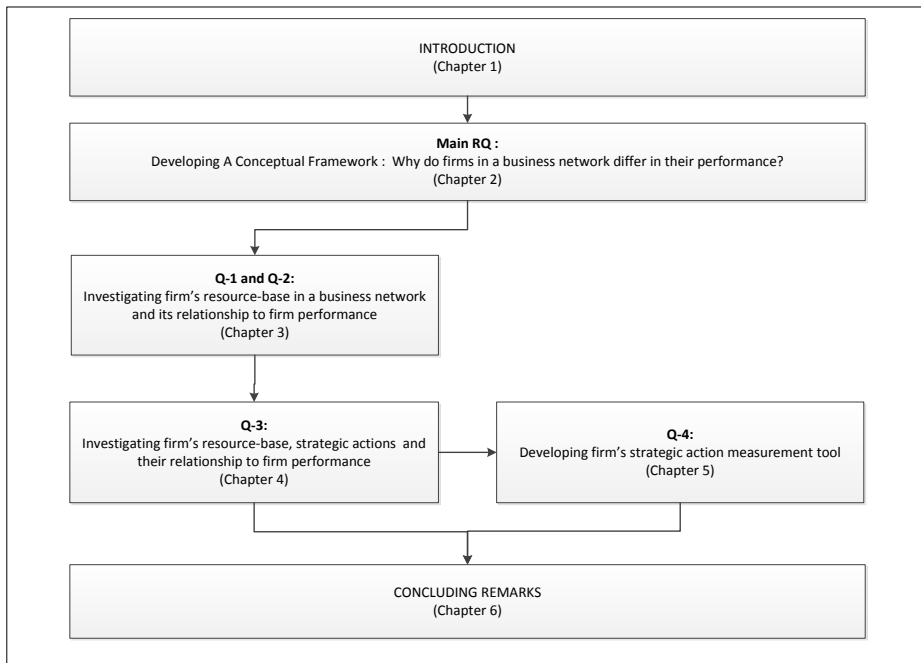 INTRODUCTION
(Chapter 1)
Main RQ :
Developing A Conceptual Framework : Why do firms in a business network differ in their performance?
(Chapter 2)
Q-1 and Q-2:
Investigating firm's resource-base in a business network
and its relationship to firm performance
(Chapter 3)
Q-3:
Investigating firm's resource-base, strategic actions and
their relationship to firm performance
(Chapter 4)
Q-4:
Developing firm's strategic action measurement tool
(Chapter 5)
CONCLUDING REMARKS
(Chapter 6)